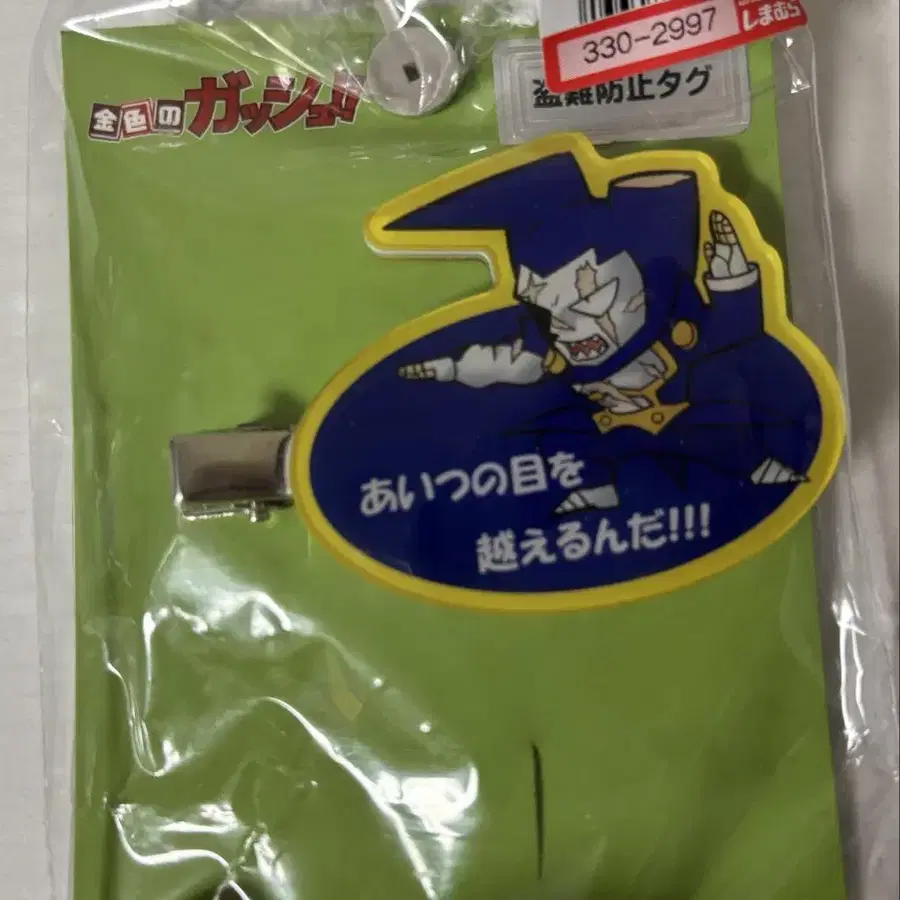 330-2997
しまむら
盗難防止タグ
金色のガッシュ!!
あいつの目を
越えるんだ!!!